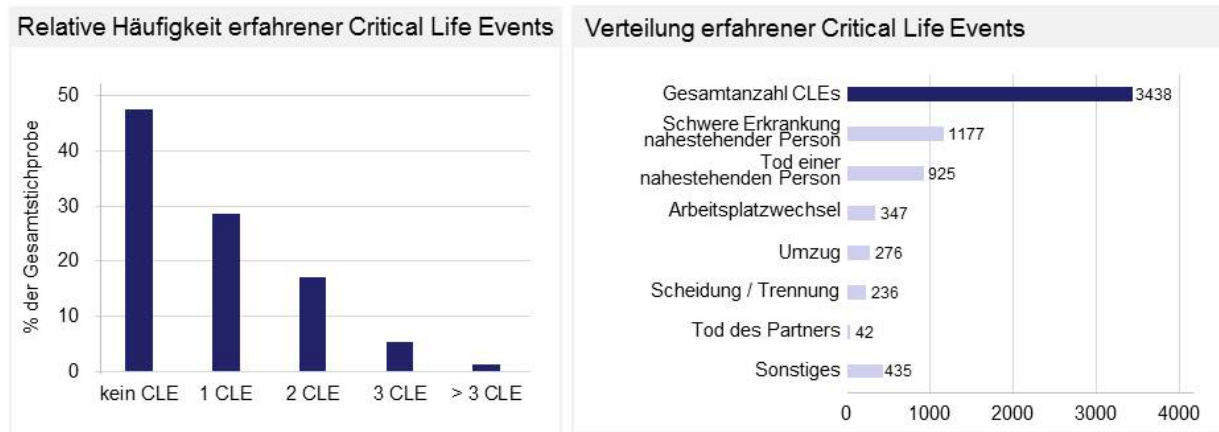 Relative Häufigkeit erfahrener Critical Life Events
% der Gesamtstichprobe
50
40
30
20
10
0
kein CLE
1 CLE
2 CLE
3 CLE
> 3 CLE
Verteilung erfahrener Critical Life Events
Gesamtanzahl CLEs
3438
Schwere Erkrankung
nahestehender Person
1177
Tod einer
nahestehenden Person
925
Arbeitsplatzwechsel
347
Umzug
276
Scheidung / Trennung
236
Tod des Partners
42
Sonstiges
435
0
1000
2000
3000
4000